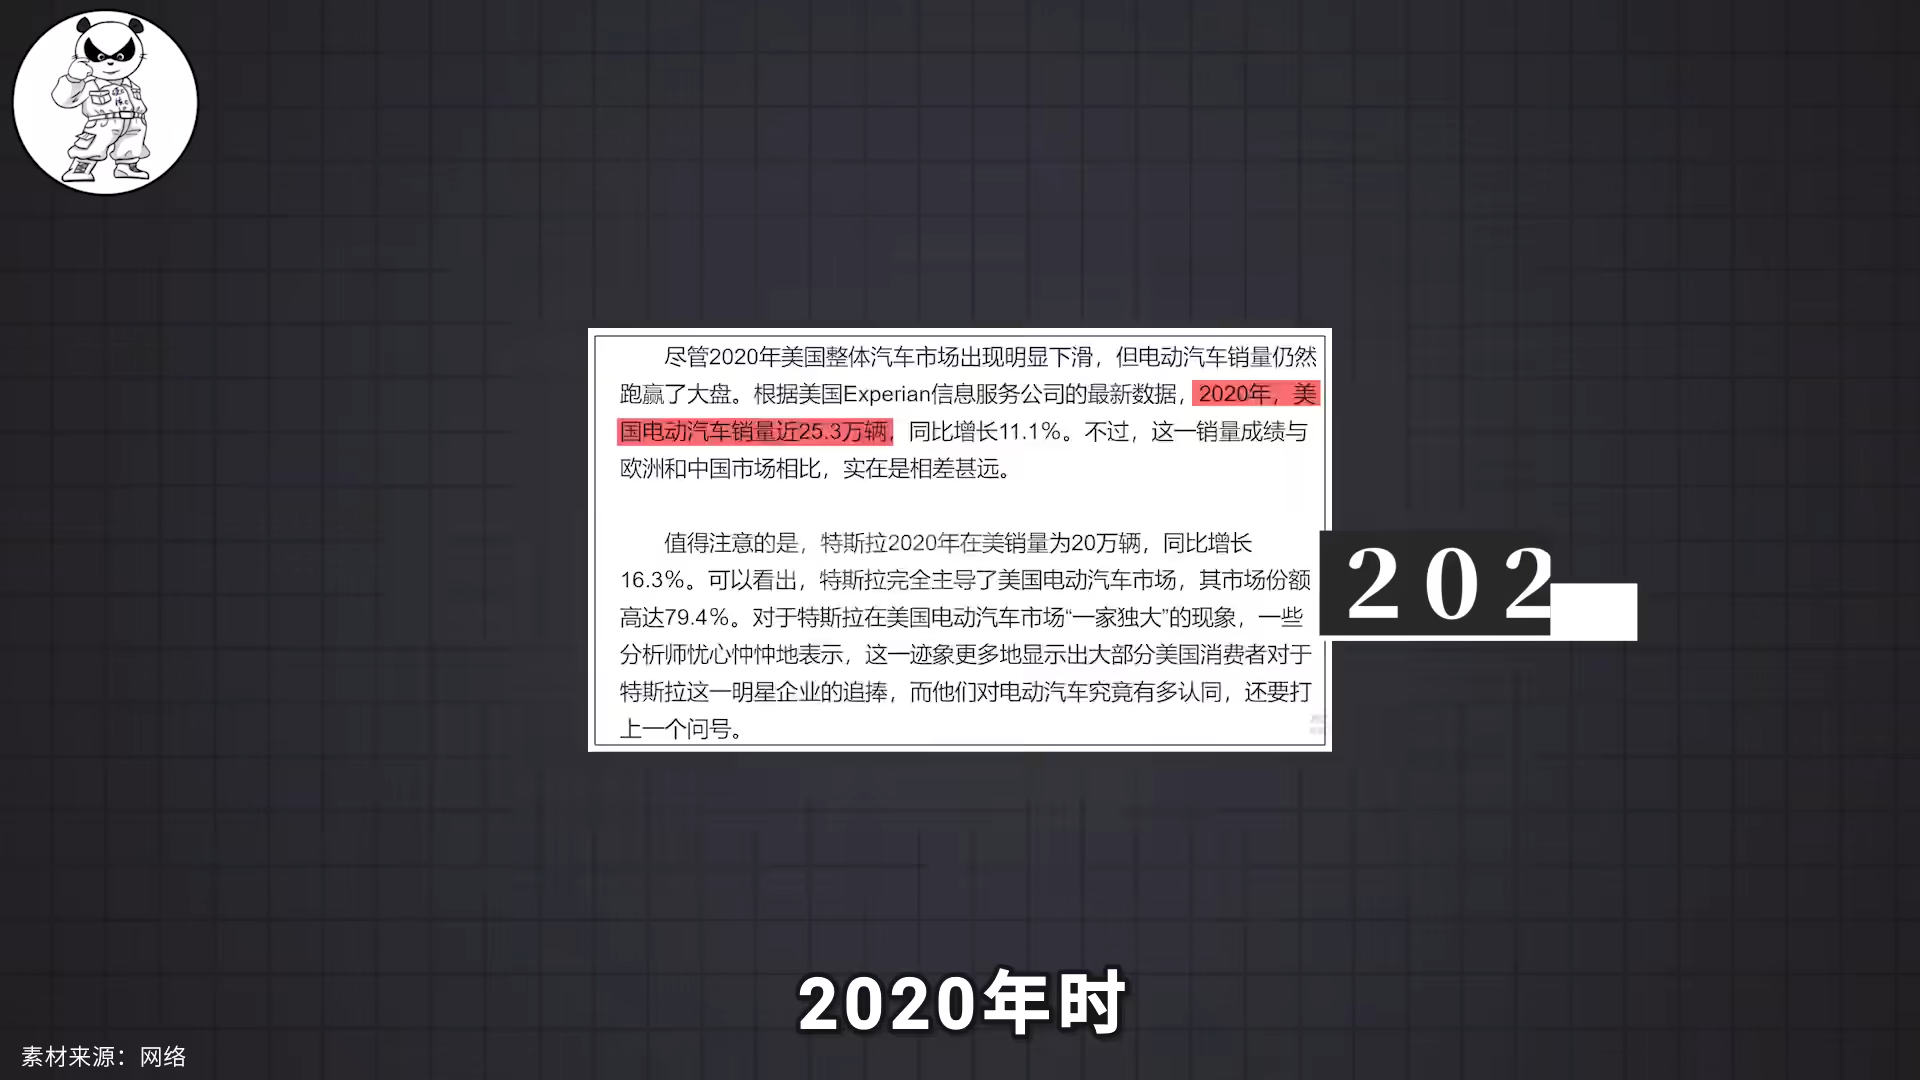 尽管2020年美国整体汽车市场出现明显下滑，但电动汽车销量仍然
跑赢了大盘。根据美国Experian信息服务公司的最新数据，2020年，美
国电动汽车销量近25.3万辆，同比增长11.1%。不过，这一销量成绩与
欧洲和中国市场相比，实在是相差甚远。
值得注意的是，特斯拉2020年在美销量为20万辆，同比增长
16.3%。可以看出，特斯拉完全主导了美国电动汽车市场，其市场份额
高达79.4%。对于特斯拉在美国电动汽车市场“一家独大”的现象，一些
分析师忧心忡忡地表示，这一迹象更多地显示出大部分美国消费者对于
特斯拉这一明星企业的追捧，而他们对电动汽车究竟有多认同，还要打
上一个问号。
202
2020年时
素材来源：网络